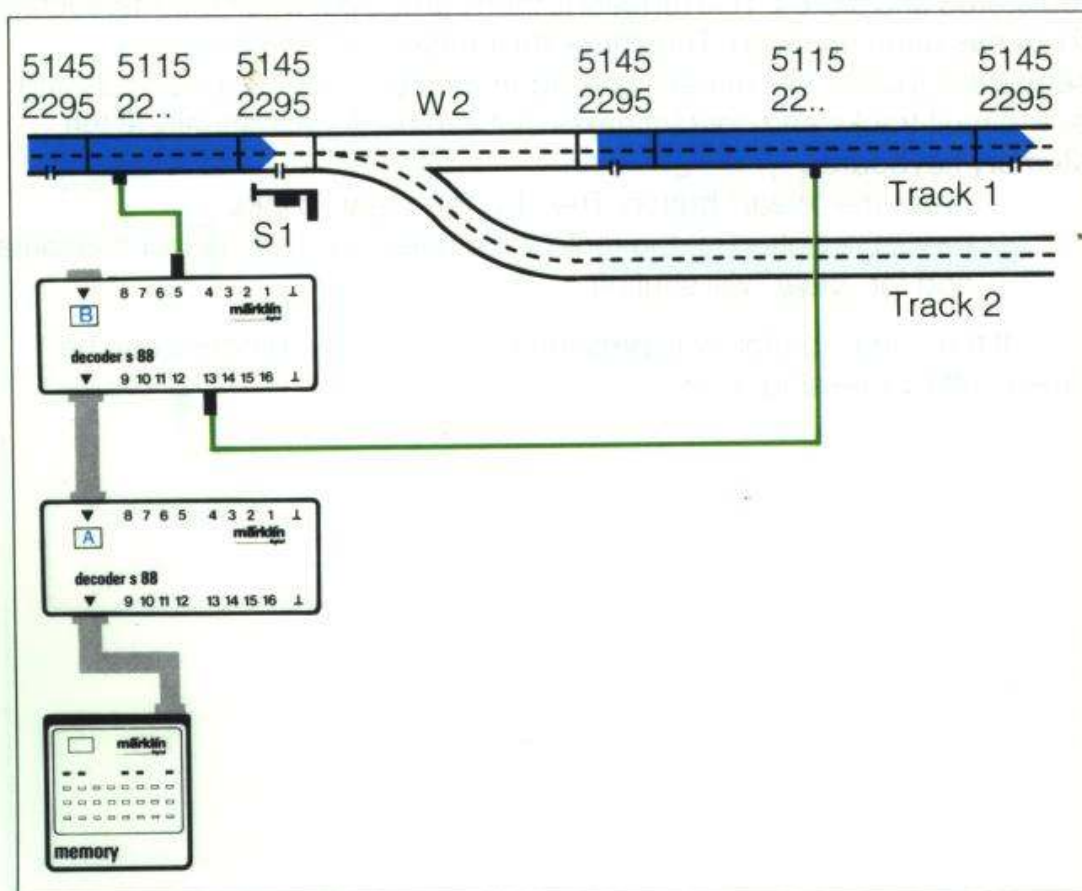 5145 5115 5145 5145 5115 5145
2295 22.. 2295 W2 2295 22.. 2295
Track 1
S1
Track 2
8 7 6 5 4 3 2 1 ⊥
B märklin
digital
decoder s 88
9 10 11 12 13 14 15 16 ⊥
8 7 6 5 4 3 2 1 ⊥
A märklin
digital
decoder s 88
9 10 11 12 13 14 15 16 ⊥
märklin
digital
memory